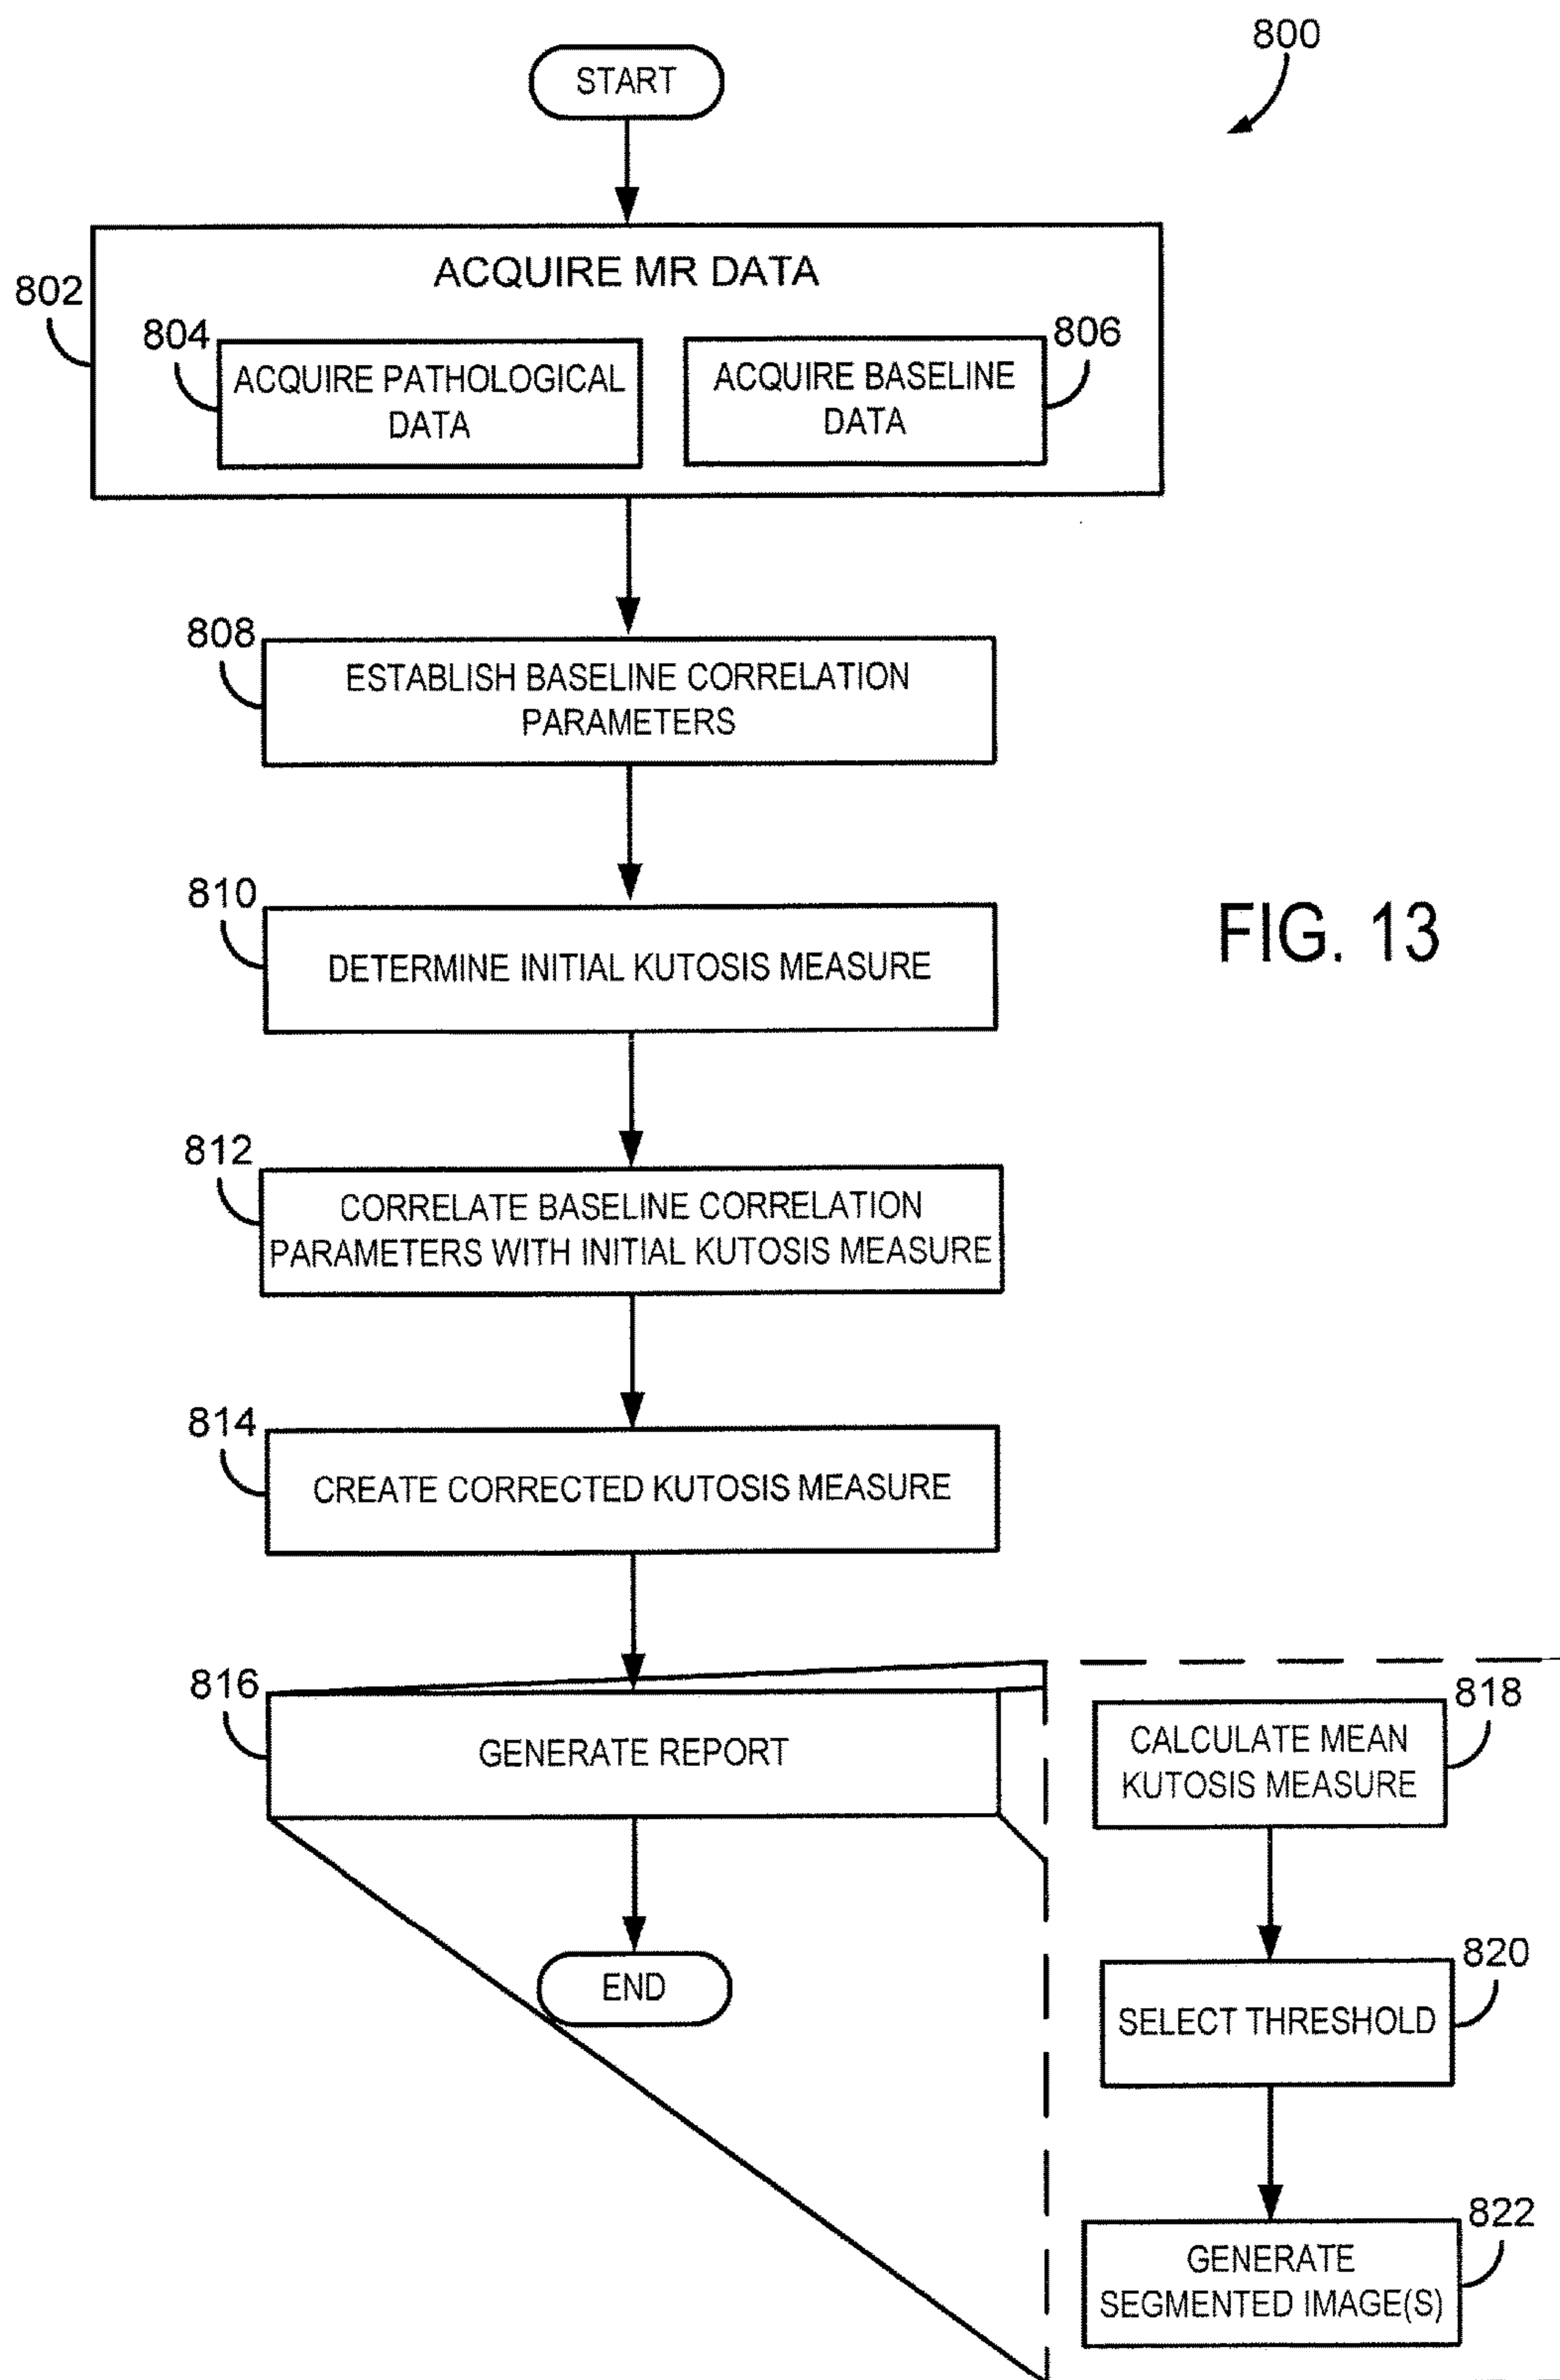 800
START
802
ACQUIRE MR DATA
804
ACQUIRE PATHOLOGICAL
DATA
806
ACQUIRE BASELINE
DATA
808
ESTABLISH BASELINE CORRELATION
PARAMETERS
810
DETERMINE INITIAL KUTOSIS MEASURE
FIG. 13
812
CORRELATE BASELINE CORRELATION
PARAMETERS WITH INITIAL KUTOSIS MEASURE
814
CREATE CORRECTED KUTOSIS MEASURE
816
GENERATE REPORT
END
818
CALCULATE MEAN
KUTOSIS MEASURE
820
SELECT THRESHOLD
822
GENERATE
SEGMENTED IMAGE(S)